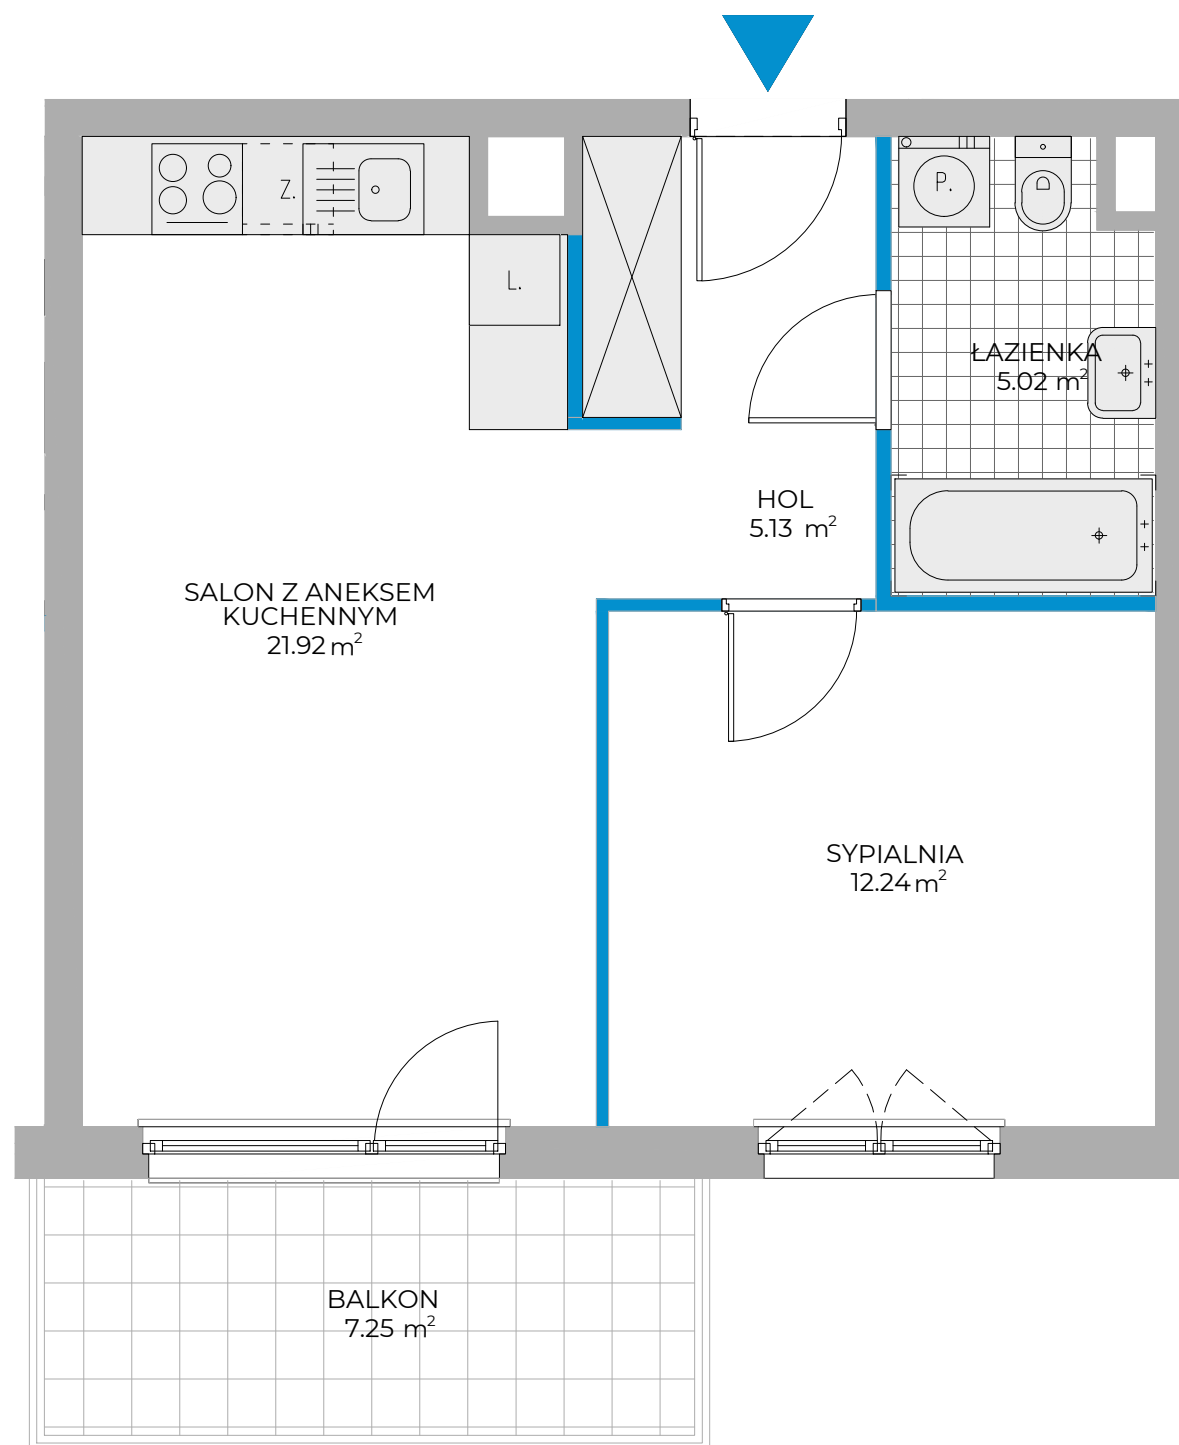 Z.
P.
L.
ŁAZIENKA
5.02 m²
HOL
5.13 m²
SALON Z ANEKSEM
KUCHENNYM
21.92 m²
SYPIALNIA
12.24 m²
BALKON
7.25 m²